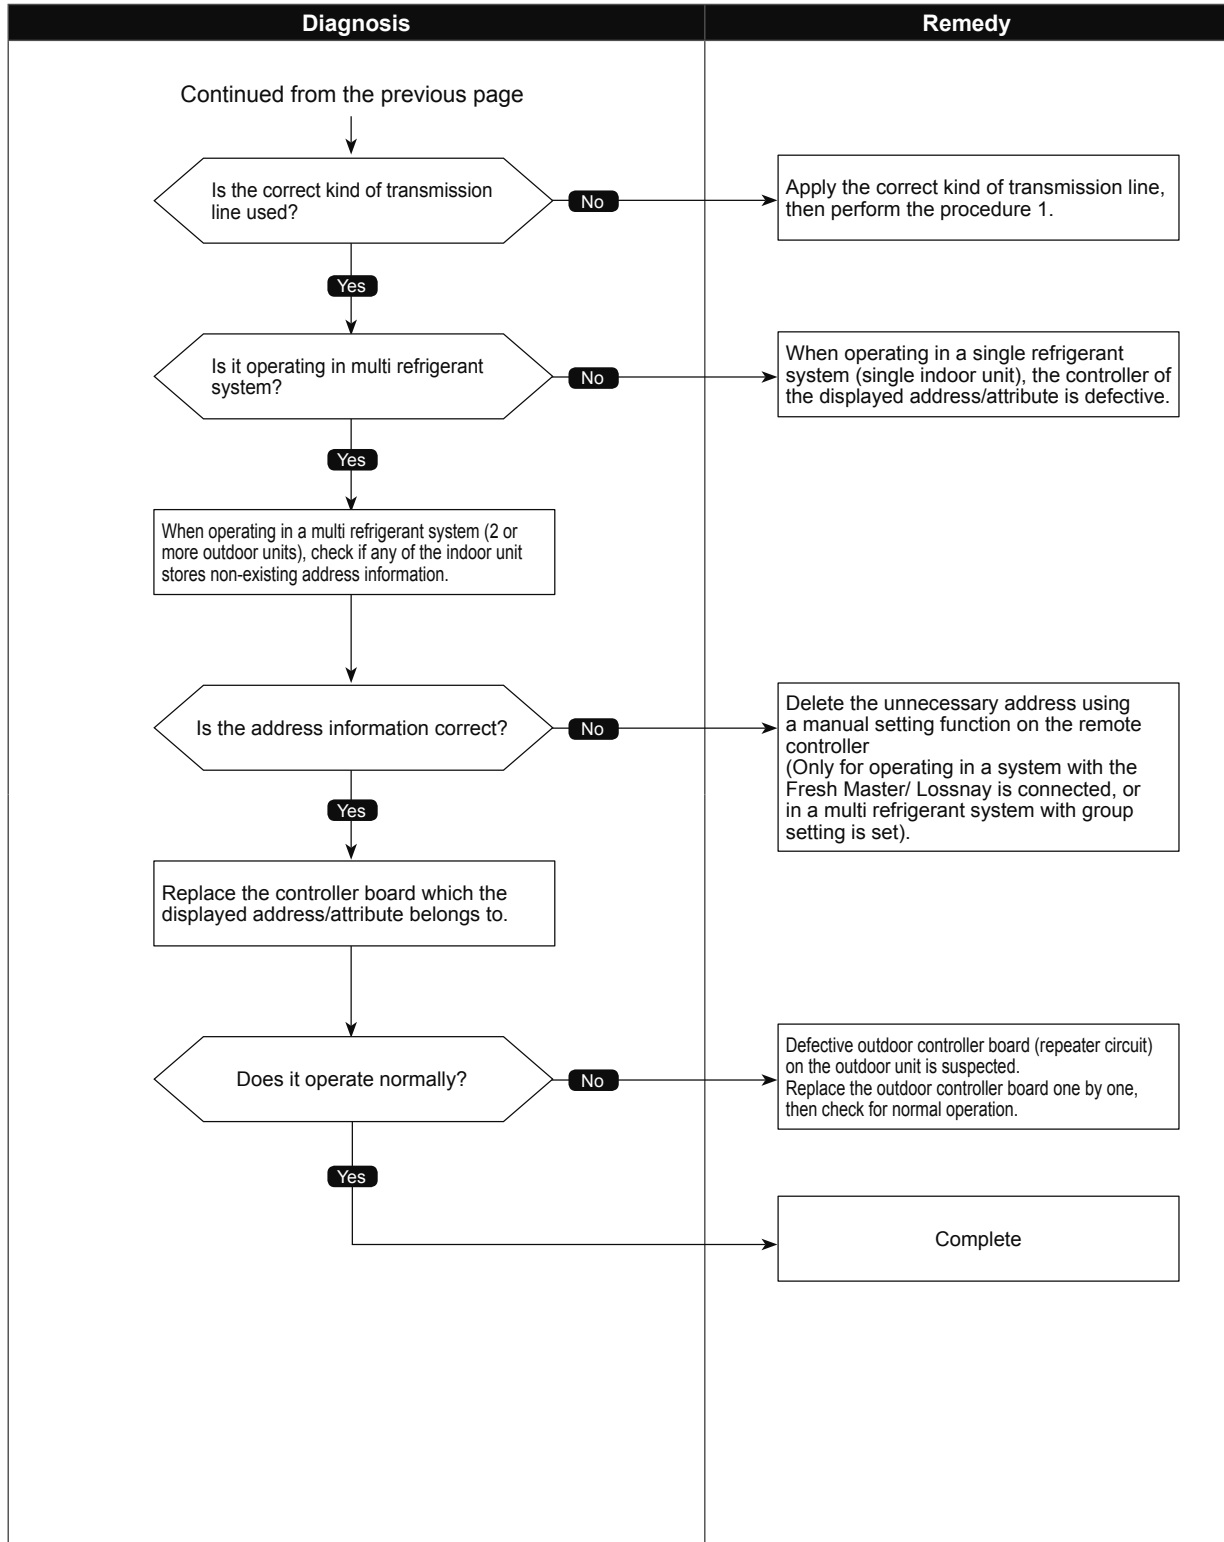 Diagnosis
Remedy
Continued from the previous page
Is the correct kind of transmission
line used?
No
Apply the correct kind of transmission line,
then perform the procedure 1.
Yes
Is it operating in multi refrigerant
system?
No
When operating in a single refrigerant
system (single indoor unit), the controller of
the displayed address/attribute is defective.
Yes
When operating in a multi refrigerant system (2 or
more outdoor units), check if any of the indoor unit
stores non-existing address information.
Is the address information correct?
No
Delete the unnecessary address using
a manual setting function on the remote
controller
(Only for operating in a system with the
Fresh Master/ Lossnay is connected, or
in a multi refrigerant system with group
setting is set).
Yes
Replace the controller board which the
displayed address/attribute belongs to.
Does it operate normally?
No
Defective outdoor controller board (repeater circuit)
on the outdoor unit is suspected.
Replace the outdoor controller board one by one,
then check for normal operation.
Yes
Complete